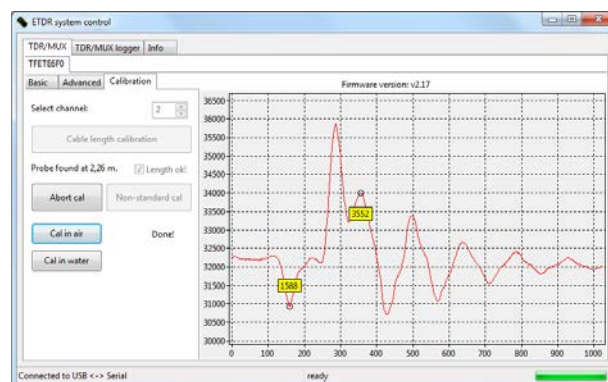 ETDR system control
TDR/MUX TDR/MUX logger Info
TFETE6F0
Basic Advanced Calibration
Select channel: 2
Cable length calibration
Probe found at 2,26 m. Length ok!
Abort cal Non-standard cal
Cal in air Done!
Cal in water
Firmware version: v2.17
36500
36000
35500
35000
34500
34000
33500
33000
32500
32000
31500
31000
30500
30000
3552
1588
0 100 200 300 400 500 600 700 800 900 1000
Connected to USB <-> Serial ready